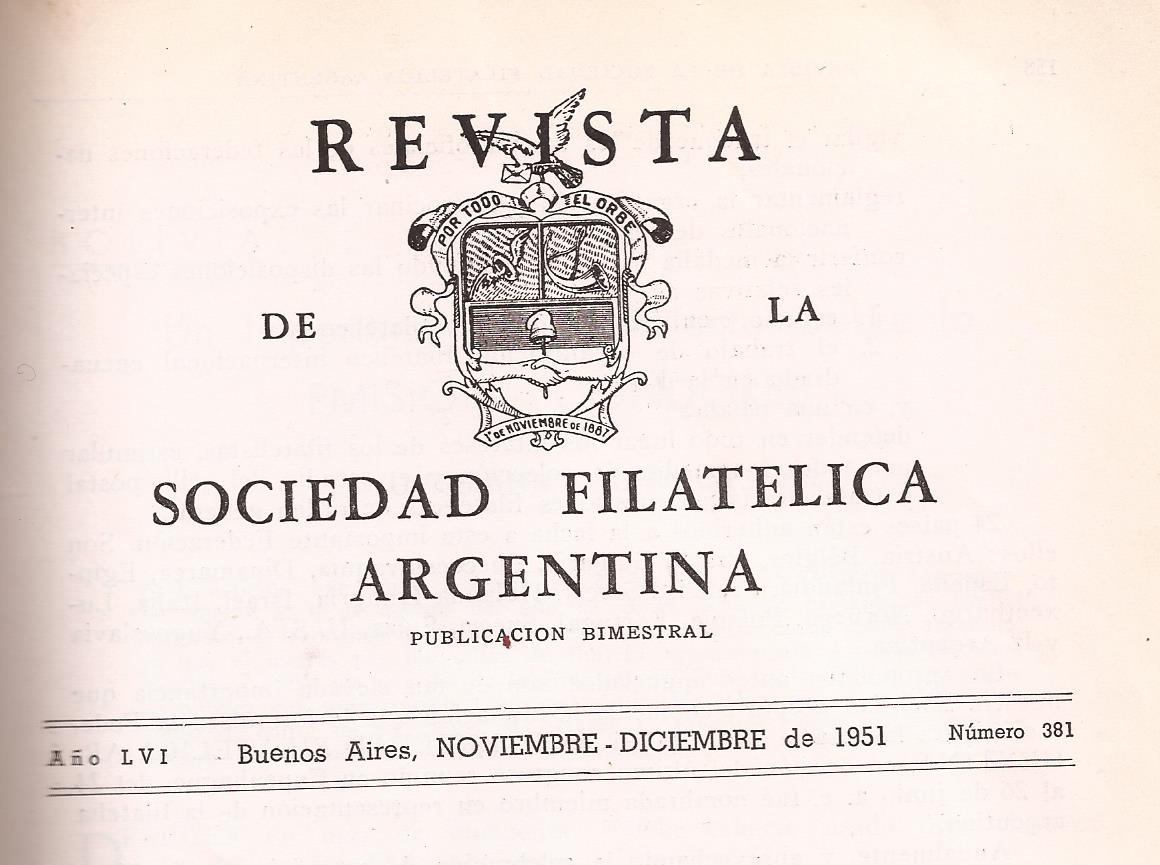 REVISTA
POR TODO EL ORBE
DE LA
1º DE NOVIEMBRE DE 1887
SOCIEDAD FILATELICA
ARGENTINA
PUBLICACION BIMESTRAL
Año LVI Buenos Aires, NOVIEMBRE - DICIEMBRE de 1951 Número 381